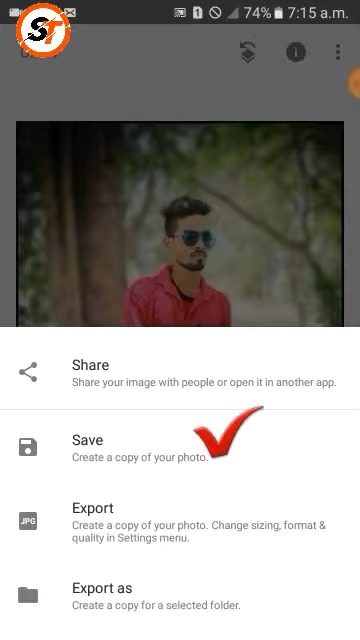 ST
1 74% 7:15 a.m.
Share
Share your image with people or open it in another app.
Save
Create a copy of your photo.
JPG
Export
Create a copy of your photo. Change sizing, format &
quality in Settings menu.
Export as
Create a copy for a selected folder.